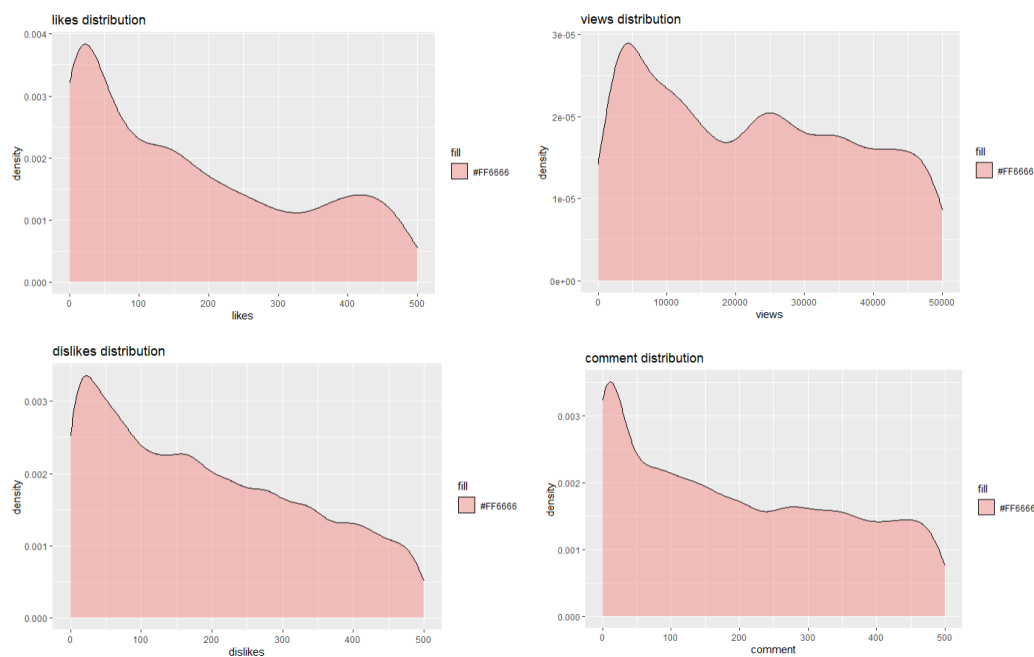 likes distribution
0.004
0.003
0.002
0.001
0.000
density
0 100 200 300 400 500
likes
fill
#FF6666
views distribution
3e-05
2e-05
1e-05
0e+00
density
0 10000 20000 30000 40000 50000
views
fill
#FF6666
dislikes distribution
0.003
0.002
0.001
0.000
density
0 100 200 300 400 500
dislikes
fill
#FF6666
comment distribution
0.003
0.002
0.001
0.000
density
0 100 200 300 400 500
comment
fill
#FF6666